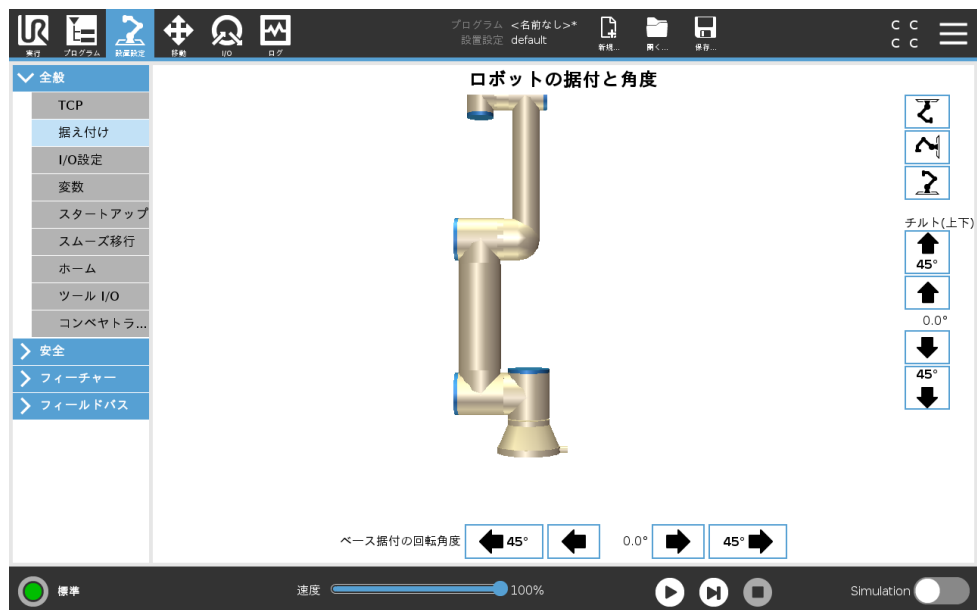 UR
実行
プログラム
設置設定
移動
I/O
ログ
プログラム <名前なし>*
設置設定 default
新規...
開く...
保存...
C C
C C
全般
TCP
据え付け
I/O設定
変数
スタートアップ
スムーズ移行
ホーム
ツール I/O
コンベヤトラ...
安全
フィーチャー
フィールドバス
ロボットの据付と角度
チルト(上下)
45°
0.0°
45°
ベース据付の回転角度 45° 0.0° 45°
標準
速度 100%
Simulation